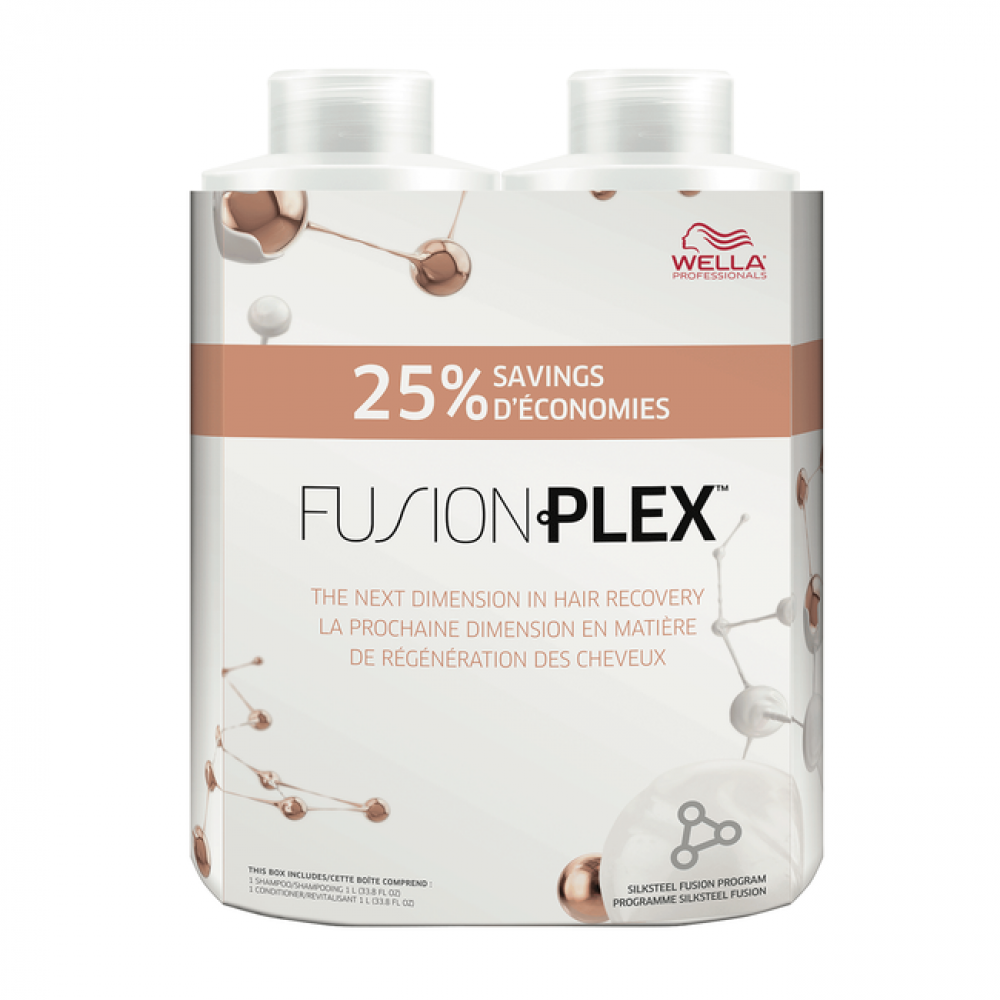 WELLA
PROFESSIONALS
25% SAVINGS
D'ÉCONOMIES
FUSIONPLEX™
THE NEXT DIMENSION IN HAIR RECOVERY
LA PROCHAINE DIMENSION EN MATIÈRE
DE RÉGÉNÉRATION DES CHEVEUX
THIS BOX INCLUDES/CETTE BOÎTE COMPREND :
1 SHAMPOO/SHAMPOOING 1 L (33.8 FL OZ)
1 CONDITIONER/REVITALISANT 1 L (33.8 FL OZ)
SILKSTEEL FUSION PROGRAM
PROGRAMME SILKSTEEL FUSION